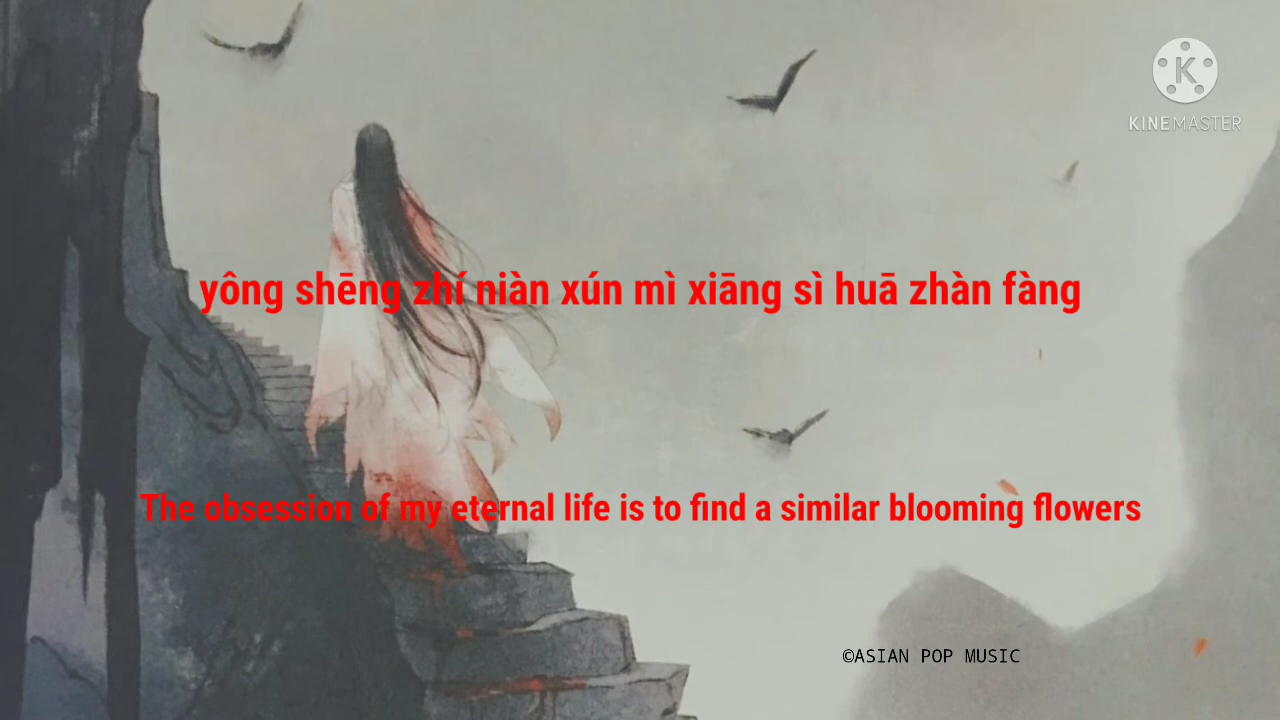 KINEMASTER
yông shēng zhí niàn xún mì xiāng sì huā zhàn fàng
The obsession of my eternal life is to find a similar blooming flowers
©ASIAN POP MUSIC